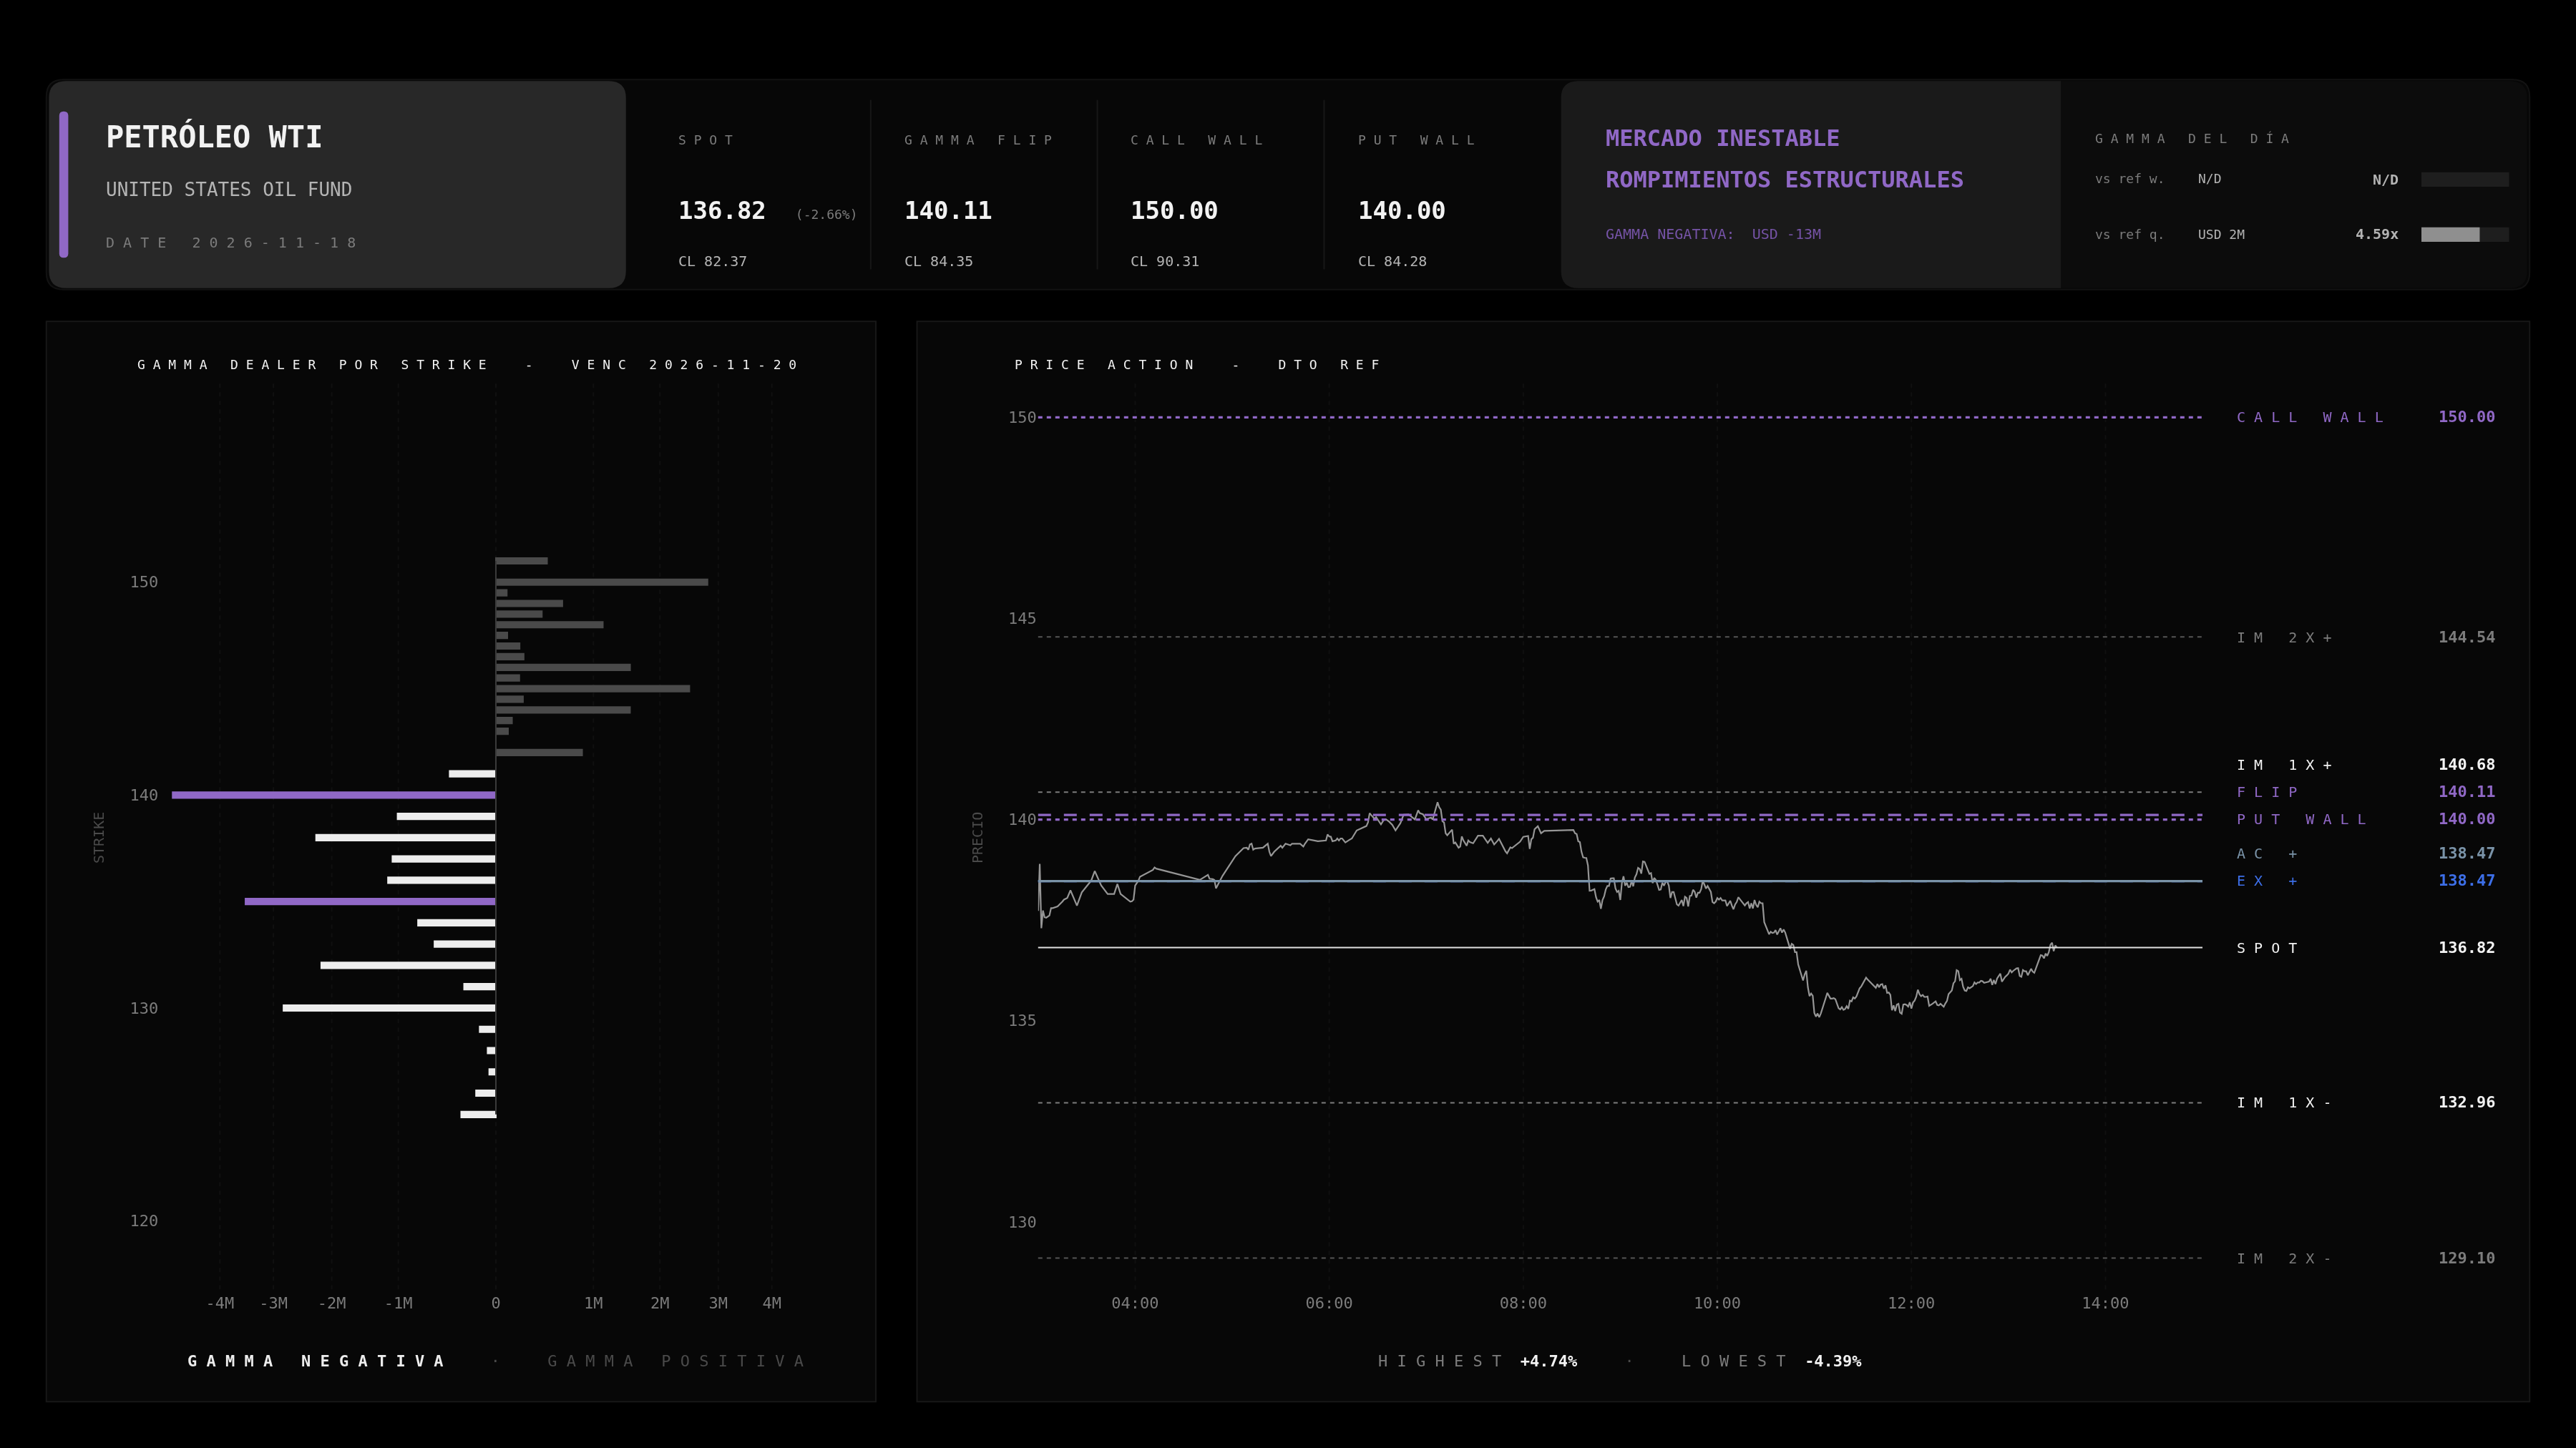 PETRÓLEO WTI
UNITED STATES OIL FUND
DATE 2026-11-18
SPOT
136.82 (-2.66%)
CL 82.37
GAMMA FLIP
140.11
CL 84.35
CALL WALL
150.00
CL 90.31
PUT WALL
140.00
CL 84.28
MERCADO INESTABLE
ROMPIMIENTOS ESTRUCTURALES
GAMMA NEGATIVA: USD -13M
GAMMA DEL DÍA
vs ref w. N/D N/D
vs ref q. USD 2M 4.59x
GAMMA DEALER POR STRIKE - VENC 2026-11-20
STRIKE
150
140
130
120
-4M -3M -2M -1M 0 1M 2M 3M 4M
GAMMA NEGATIVA · GAMMA POSITIVA
PRICE ACTION - DTO REF
PRECIO
150
145
140
135
130
04:00 06:00 08:00 10:00 12:00 14:00
CALL WALL 150.00
IM 2X+ 144.54
IM 1X+ 140.68
FLIP 140.11
PUT WALL 140.00
AC + 138.47
EX + 138.47
SPOT 136.82
IM 1X- 132.96
IM 2X- 129.10
HIGHEST +4.74% · LOWEST -4.39%